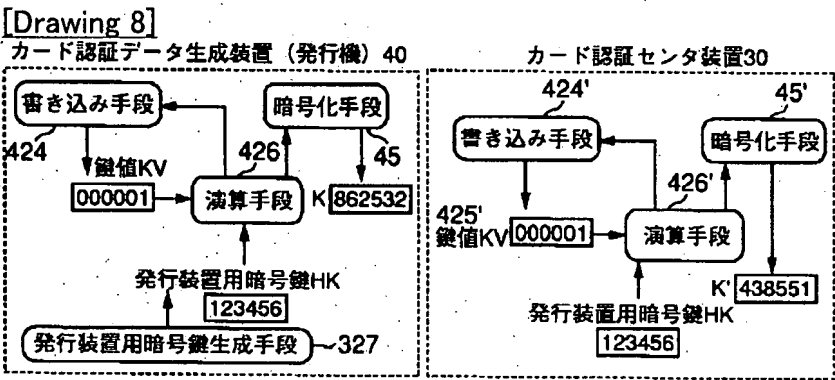 [Drawing 8]
カード認証データ生成装置（発行機）40
書き込み手段
424
鍵値KV
000001
426
演算手段
暗号化手段
45
K 862532
発行装置用暗号鍵HK
123456
発行装置用暗号鍵生成手段
327
カード認証センタ装置30
424'
書き込み手段
425'
鍵値KV
000001
426'
演算手段
45'
暗号化手段
K' 438551
発行装置用暗号鍵HK
123456